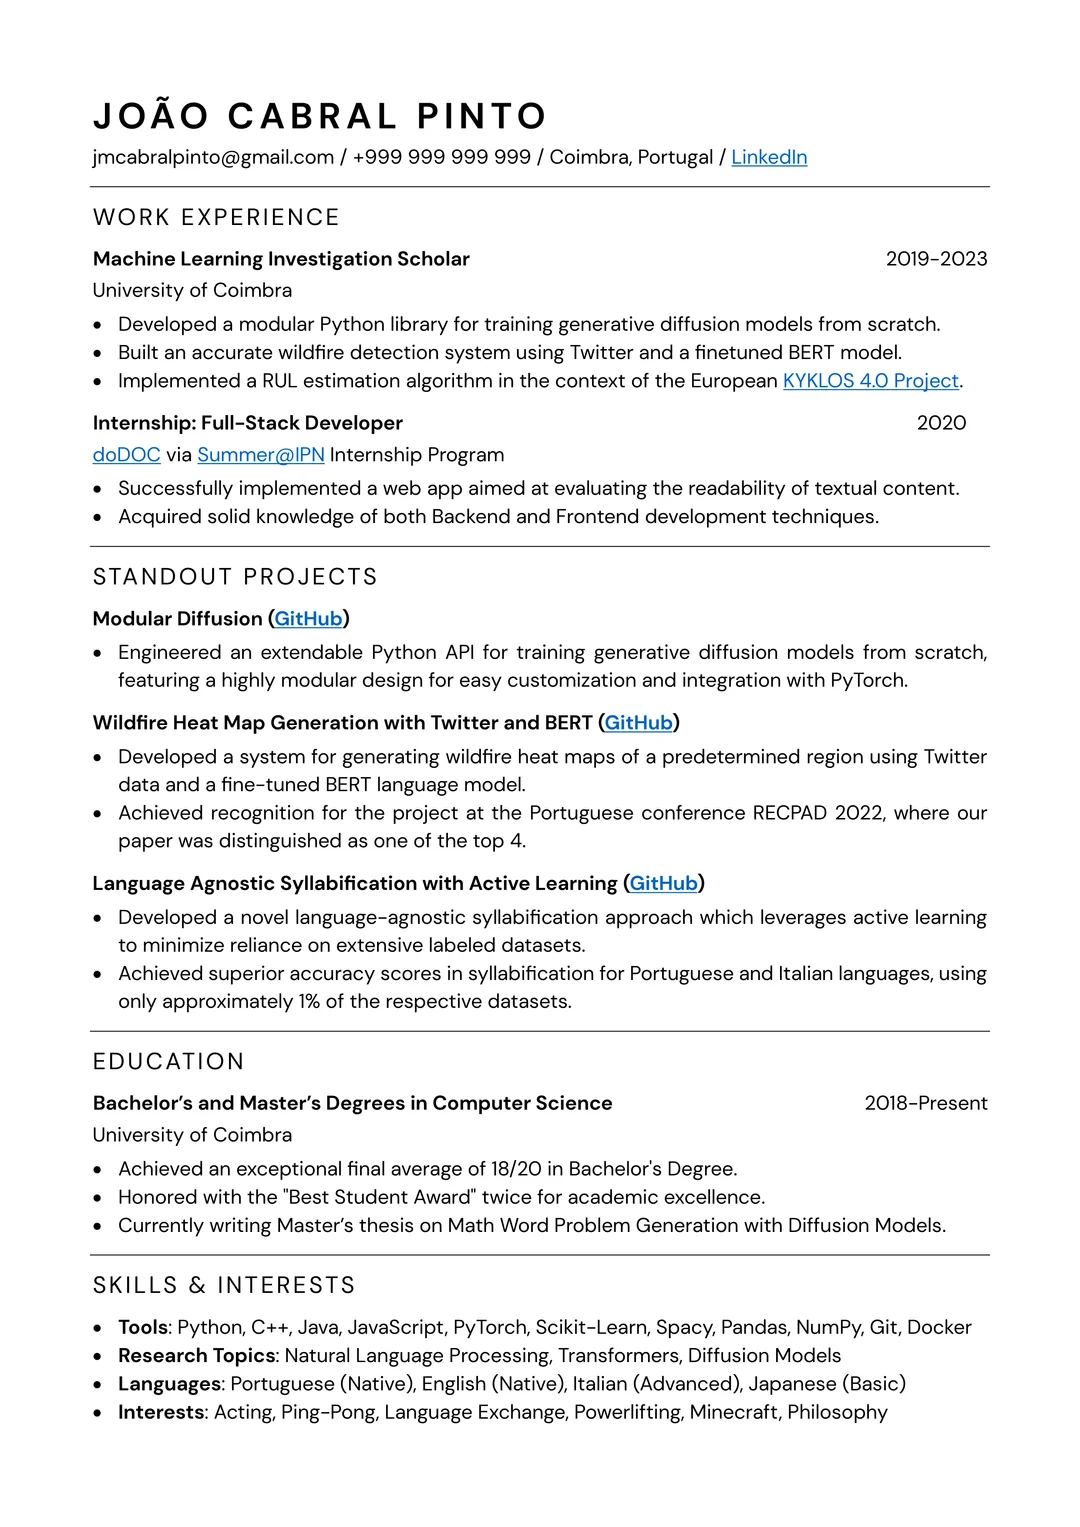 JOÃO CABRAL PINTO
jmcabralpinto@gmail.com / +999 999 999 999 / Coimbra, Portugal / LinkedIn
WORK EXPERIENCE
Machine Learning Investigation Scholar 2019-2023
University of Coimbra
• Developed a modular Python library for training generative diffusion models from scratch.
• Built an accurate wildfire detection system using Twitter and a finetuned BERT model.
• Implemented a RUL estimation algorithm in the context of the European KYKLOS 4.0 Project.
Internship: Full-Stack Developer 2020
doDOC via Summer@IPN Internship Program
• Successfully implemented a web app aimed at evaluating the readability of textual content.
• Acquired solid knowledge of both Backend and Frontend development techniques.
STANDOUT PROJECTS
Modular Diffusion (GitHub)
• Engineered an extendable Python API for training generative diffusion models from scratch,
featuring a highly modular design for easy customization and integration with PyTorch.
Wildfire Heat Map Generation with Twitter and BERT (GitHub)
• Developed a system for generating wildfire heat maps of a predetermined region using Twitter
data and a fine-tuned BERT language model.
• Achieved recognition for the project at the Portuguese conference RECPAD 2022, where our
paper was distinguished as one of the top 4.
Language Agnostic Syllabification with Active Learning (GitHub)
• Developed a novel language-agnostic syllabification approach which leverages active learning
to minimize reliance on extensive labeled datasets.
• Achieved superior accuracy scores in syllabification for Portuguese and Italian languages, using
only approximately 1% of the respective datasets.
EDUCATION
Bachelor’s and Master’s Degrees in Computer Science 2018-Present
University of Coimbra
• Achieved an exceptional final average of 18/20 in Bachelor's Degree.
• Honored with the "Best Student Award" twice for academic excellence.
• Currently writing Master’s thesis on Math Word Problem Generation with Diffusion Models.
SKILLS & INTERESTS
• Tools: Python, C++, Java, JavaScript, PyTorch, Scikit-Learn, Spacy, Pandas, NumPy, Git, Docker
• Research Topics: Natural Language Processing, Transformers, Diffusion Models
• Languages: Portuguese (Native), English (Native), Italian (Advanced), Japanese (Basic)
• Interests: Acting, Ping-Pong, Language Exchange, Powerlifting, Minecraft, Philosophy